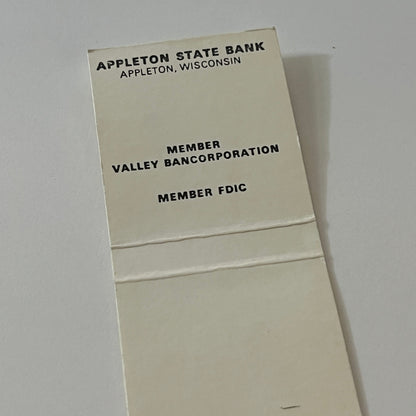 APPLETON STATE BANK
APPLETON, WISCONSIN
MEMBER
VALLEY BANCORPORATION
MEMBER FDIC